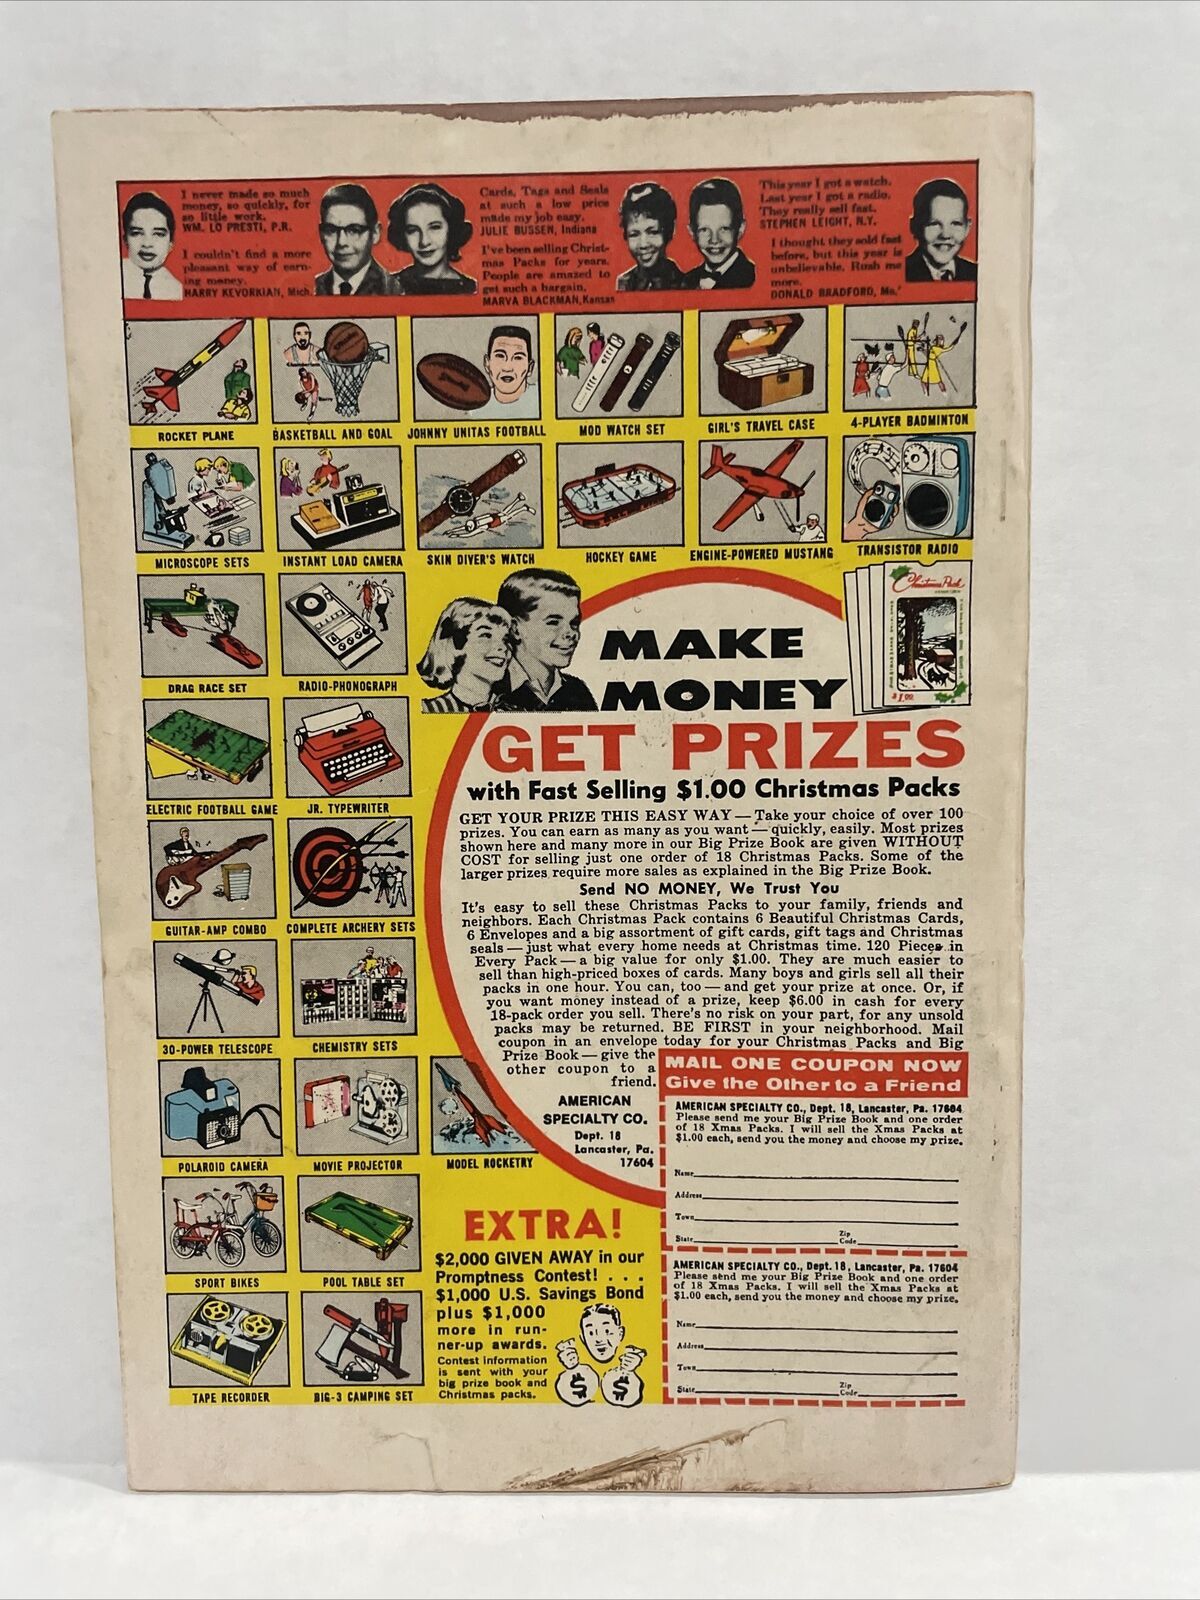 I never made so much
money, so quickly, for
so little work.
WM. LO PRESTI, P.R.
I couldn't find a more
pleasant way of earn-
ing money.
HARRY KEVORKIAN, Mich.
Cards, Tags and Seals
at such a low price
made my job easy.
JULIE BUSSEN, Indiana
I've been selling Christ-
mas Packs for years.
People are amazed to
get such a bargain.
MARVA BLACKMAN, Kansas
This year I got a watch.
Last year I got a radio.
They really sell fast.
STEPHEN LEIGHT, N.Y.
I thought they sold fast
before, but this year is
unbelievable. Rush me
more.
DONALD BRADFORD, Mo.
ROCKET PLANE
BASKETBALL AND GOAL
JOHNNY UNITAS FOOTBALL
MOD WATCH SET
GIRL'S TRAVEL CASE
4-PLAYER BADMINTON
MICROSCOPE SETS
INSTANT LOAD CAMERA
SKIN DIVER'S WATCH
HOCKEY GAME
ENGINE-POWERED MUSTANG
TRANSISTOR RADIO
DRAG RACE SET
RADIO-PHONOGRAPH
ELECTRIC FOOTBALL GAME
JR. TYPEWRITER
GUITAR-AMP COMBO
COMPLETE ARCHERY SETS
30-POWER TELESCOPE
CHEMISTRY SETS
POLAROID CAMERA
MOVIE PROJECTOR
MODEL ROCKETRY
SPORT BIKES
POOL TABLE SET
TAPE RECORDER
BIG-3 CAMPING SET
Christmas Pack
$1.00
MAKE
MONEY
GET PRIZES
with Fast Selling $1.00 Christmas Packs
GET YOUR PRIZE THIS EASY WAY — Take your choice of over 100
prizes. You can earn as many as you want — quickly, easily. Most prizes
shown here and many more in our Big Prize Book are given WITHOUT
COST for selling just one order of 18 Christmas Packs. Some of the
larger prizes require more sales as explained in the Big Prize Book.
Send NO MONEY, We Trust You
It's easy to sell these Christmas Packs to your family, friends and
neighbors. Each Christmas Pack contains 6 Beautiful Christmas Cards,
6 Envelopes and a big assortment of gift cards, gift tags and Christmas
seals — just what every home needs at Christmas time. 120 Pieces in
Every Pack — a big value for only $1.00. They are much easier to
sell than high-priced boxes of cards. Many boys and girls sell all their
packs in one hour. You can, too — and get your prize at once. Or, if
you want money instead of a prize, keep $6.00 in cash for every
18-pack order you sell. There's no risk on your part, for any unsold
packs may be returned. BE FIRST in your neighborhood. Mail
coupon in an envelope today for your Christmas Packs and Big
Prize Book — give the
other coupon to a
friend.
AMERICAN
SPECIALTY CO.
Dept. 18
Lancaster, Pa.
17604
EXTRA!
$2,000 GIVEN AWAY in our
Promptness Contest! . . .
$1,000 U.S. Savings Bond
plus $1,000
more in run-
ner-up awards.
Contest information
is sent with your
big prize book and
Christmas packs.
$ $
MAIL ONE COUPON NOW
Give the Other to a Friend
AMERICAN SPECIALTY CO., Dept. 18, Lancaster, Pa. 17604
Please send me your Big Prize Book and one order
of 18 Xmas Packs. I will sell the Xmas Packs at
$1.00 each, send you the money and choose my prize.
Name
Address
Town
State Zip Code
AMERICAN SPECIALTY CO., Dept. 18, Lancaster, Pa. 17604
Please send me your Big Prize Book and one order
of 18 Xmas Packs. I will sell the Xmas Packs at
$1.00 each, send you the money and choose my prize.
Name
Address
Town
State Zip Code